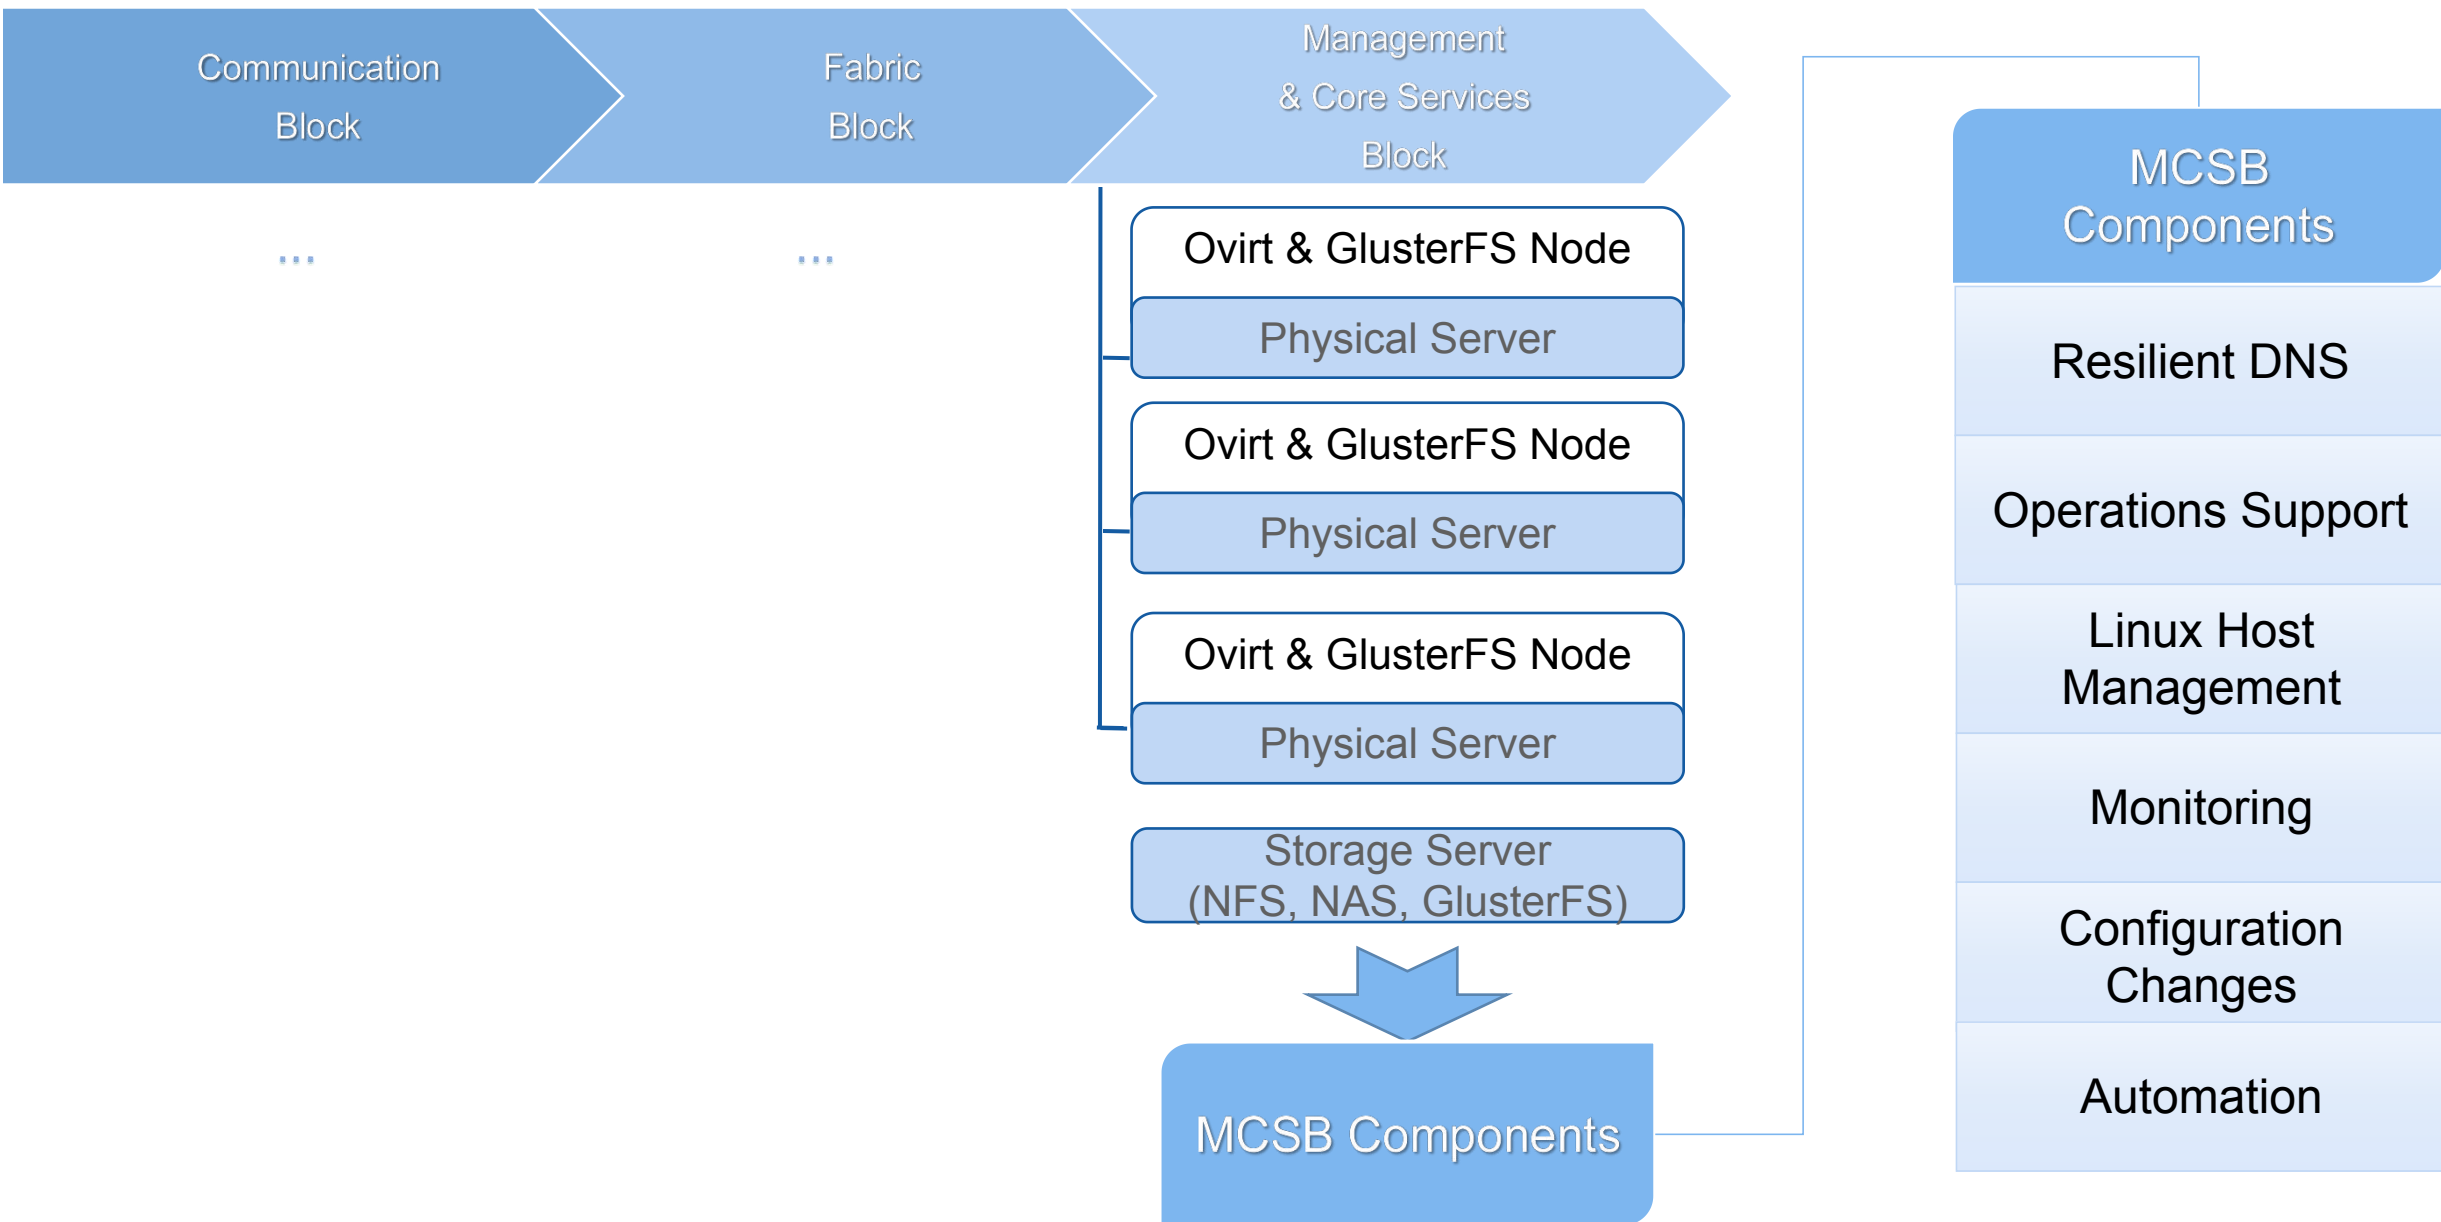 Communication
Block
Fabric
Block
Management
& Core Services
Block
...
...
Ovirt & GlusterFS Node
Physical Server
Ovirt & GlusterFS Node
Physical Server
Ovirt & GlusterFS Node
Physical Server
Storage Server
(NFS, NAS, GlusterFS)
MCSB Components
MCSB
Components
Resilient DNS
Operations Support
Linux Host
Management
Monitoring
Configuration
Changes
Automation